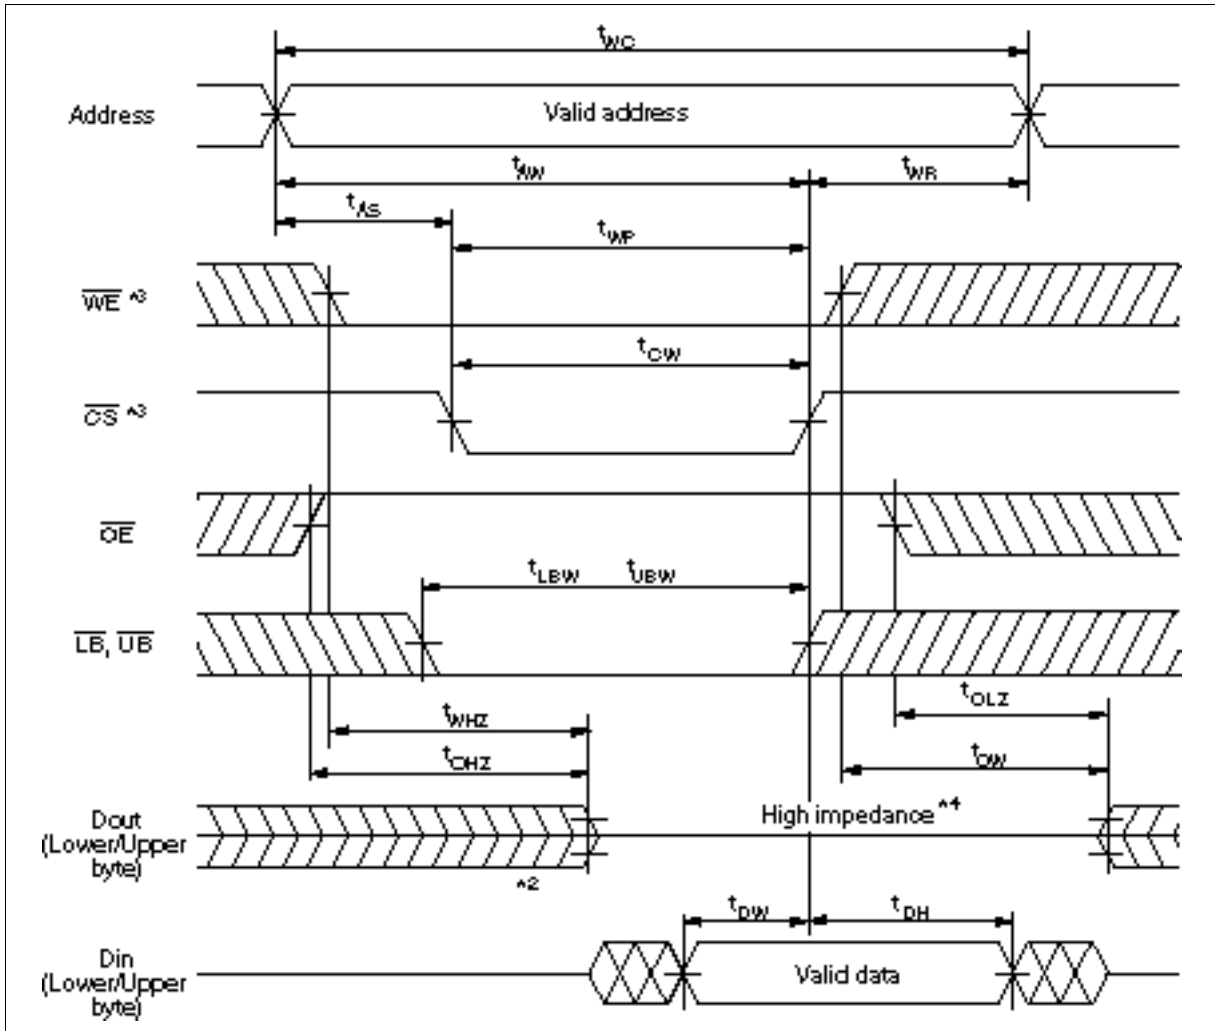 tWC
Address
Valid address
tAW
tWR
tAS
tWP
WE *3
tCW
CS *3
OE
tLBW tUBW
LB, UB
tOLZ
tWHZ
tOW
tOHZ
High impedance*4
Dout
(Lower/Upper
byte)
*2
tDW
tDH
Din
(Lower/Upper
byte)
Valid data